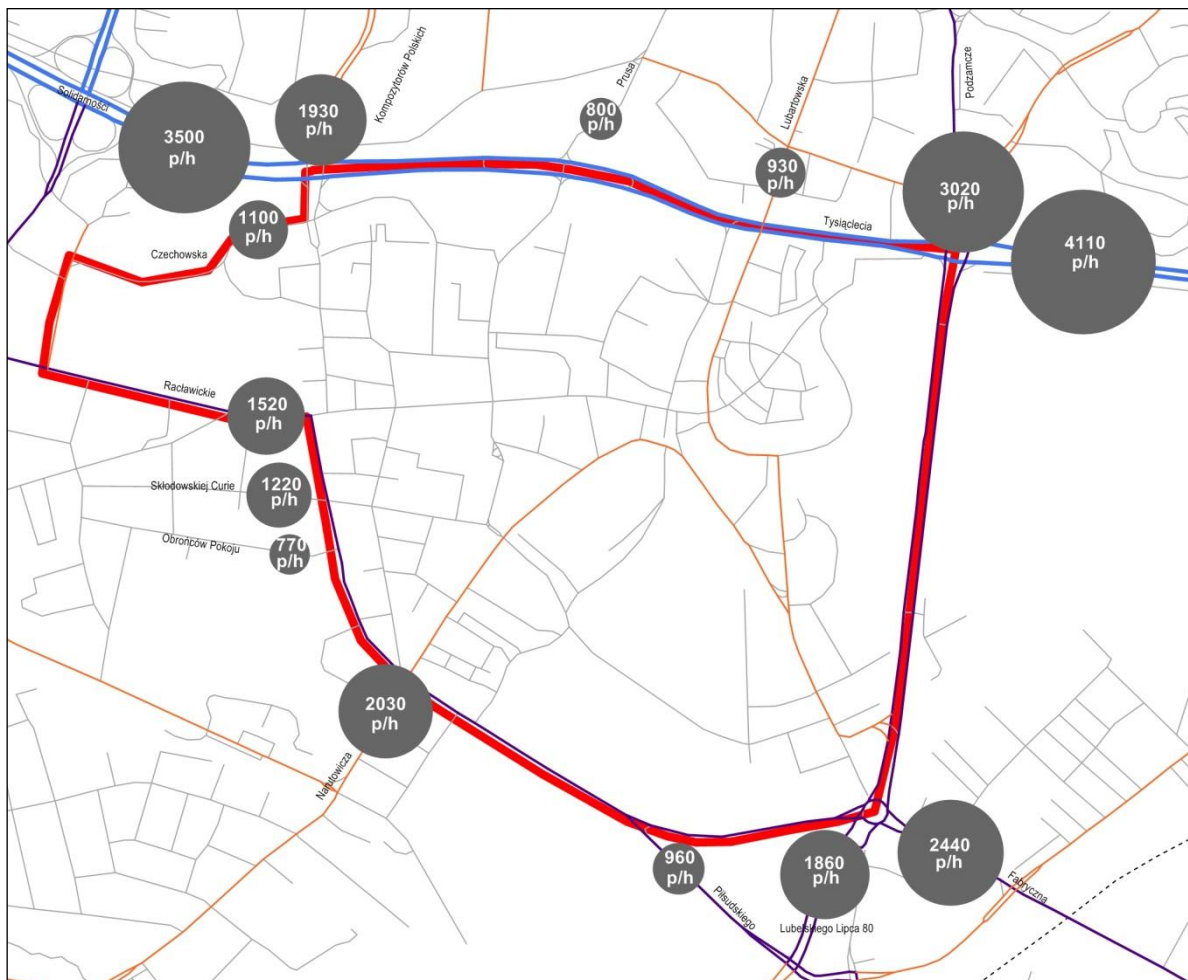 Solidarności
3500
p/h
1930
p/h
Kompozytorów Polskich
800
p/h
Prusa
Lubartowska
930
p/h
Podzamcze
3020
p/h
4110
p/h
Tysiąclecia
1100
p/h
Czechowska
Racławickie
1520
p/h
Skłodowskiej Curie
1220
p/h
Obrońców Pokoju
770
p/h
2030
p/h
Narutowicza
960
p/h
Piłsudskiego
1860
p/h
Lubelskiego Lipca 80
2440
p/h
Fabryczna